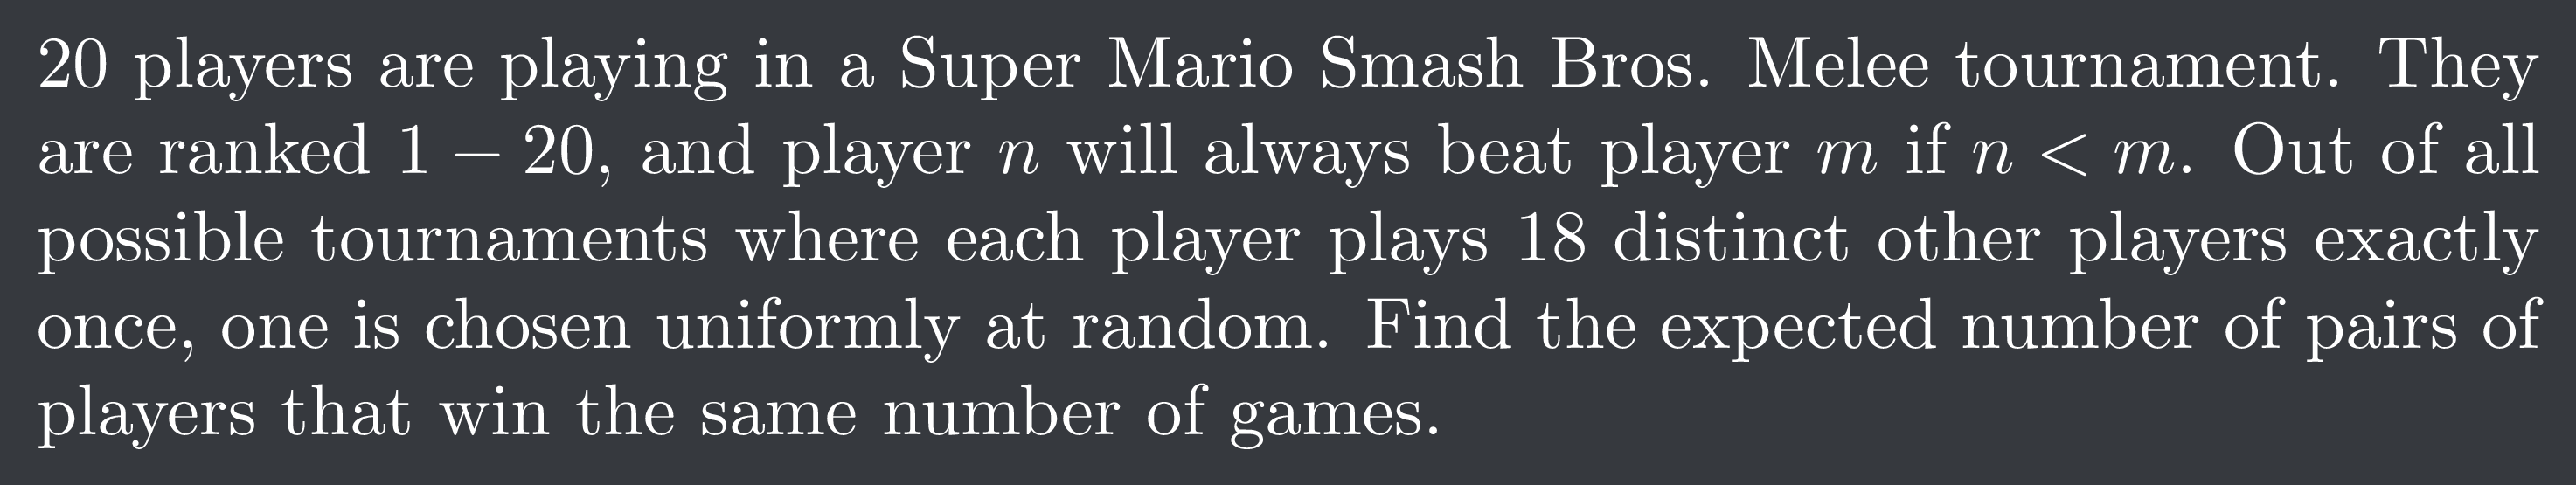 20 players are playing in a Super Mario Smash Bros. Melee tournament. They
are ranked 1 − 20, and player n will always beat player m if n < m. Out of all
possible tournaments where each player plays 18 distinct other players exactly
once, one is chosen uniformly at random. Find the expected number of pairs of
players that win the same number of games.